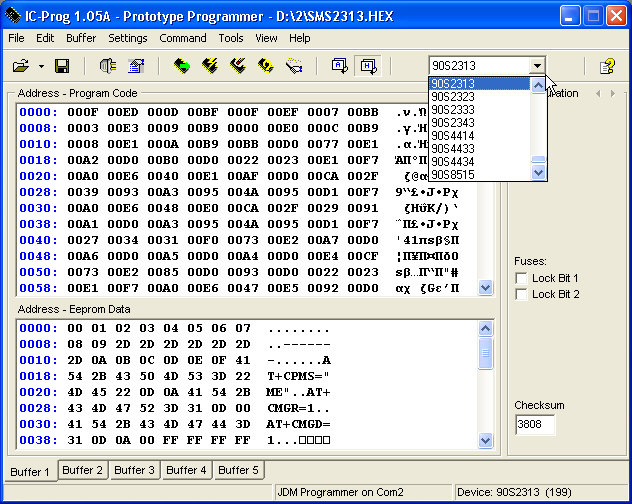 IC-Prog 1.05A - Prototype Programmer - D:\2\SMS2313.HEX
File Edit Buffer Settings Command Tools View Help
90S2313
90S2313
90S2323
90S2333
90S2343
90S4414
90S4433
90S4434
90S8515
Address - Program Code
0000: 000F 00ED 000D 00BF 000F 00EF 0007 00BB
0008: 0003 00E3 0009 00B9 0000 00E0 000C 00B9
0010: 0008 00E1 000A 00B9 00BB 00D0 0077 00E1
0018: 00A2 00D0 00B0 00D0 0022 0023 00E1 00F7
0020: 00A0 00E6 0040 00E1 00AF 00D0 00CA 002F
0028: 0039 0093 00A3 0095 004A 0095 00D1 00F7
0030: 00A0 00E6 0048 00E0 00CA 002F 0029 0091
0038: 00A1 00D0 00A3 0095 004A 0095 00D1 00F7
0040: 0027 0034 0031 00F0 0073 00E2 00A7 00D0
0048: 00A6 00D0 00A5 00D0 00A4 00D0 00E4 00CF
0050: 0073 00E2 0085 00D0 0093 00D0 0022 0023
0058: 00E1 00F7 00A0 00E6 0047 00E5 0092 00D0
Fuses:
Lock Bit 1
Lock Bit 2
Address - Eeprom Data
0000: 00 01 02 03 04 05 06 07 ........
0008: 08 09 2D 2D 2D 2D 2D 2D ..------
0010: 2D 0A 0B 0C 0D 0E 0F 41 -......A
0018: 54 2B 43 50 4D 53 3D 22 T+CPMS="
0020: 4D 45 22 0D 0A 41 54 2B ME"..AT+
0028: 43 4D 47 52 3D 31 0D 00 CMGR=1..
0030: 41 54 2B 43 4D 47 44 3D AT+CMGD=
0038: 31 0D 0A 00 FF FF FF FF 1...□□□□
Checksum
3808
Buffer 1 Buffer 2 Buffer 3 Buffer 4 Buffer 5
JDM Programmer on Com2 Device: 90S2313 (199)